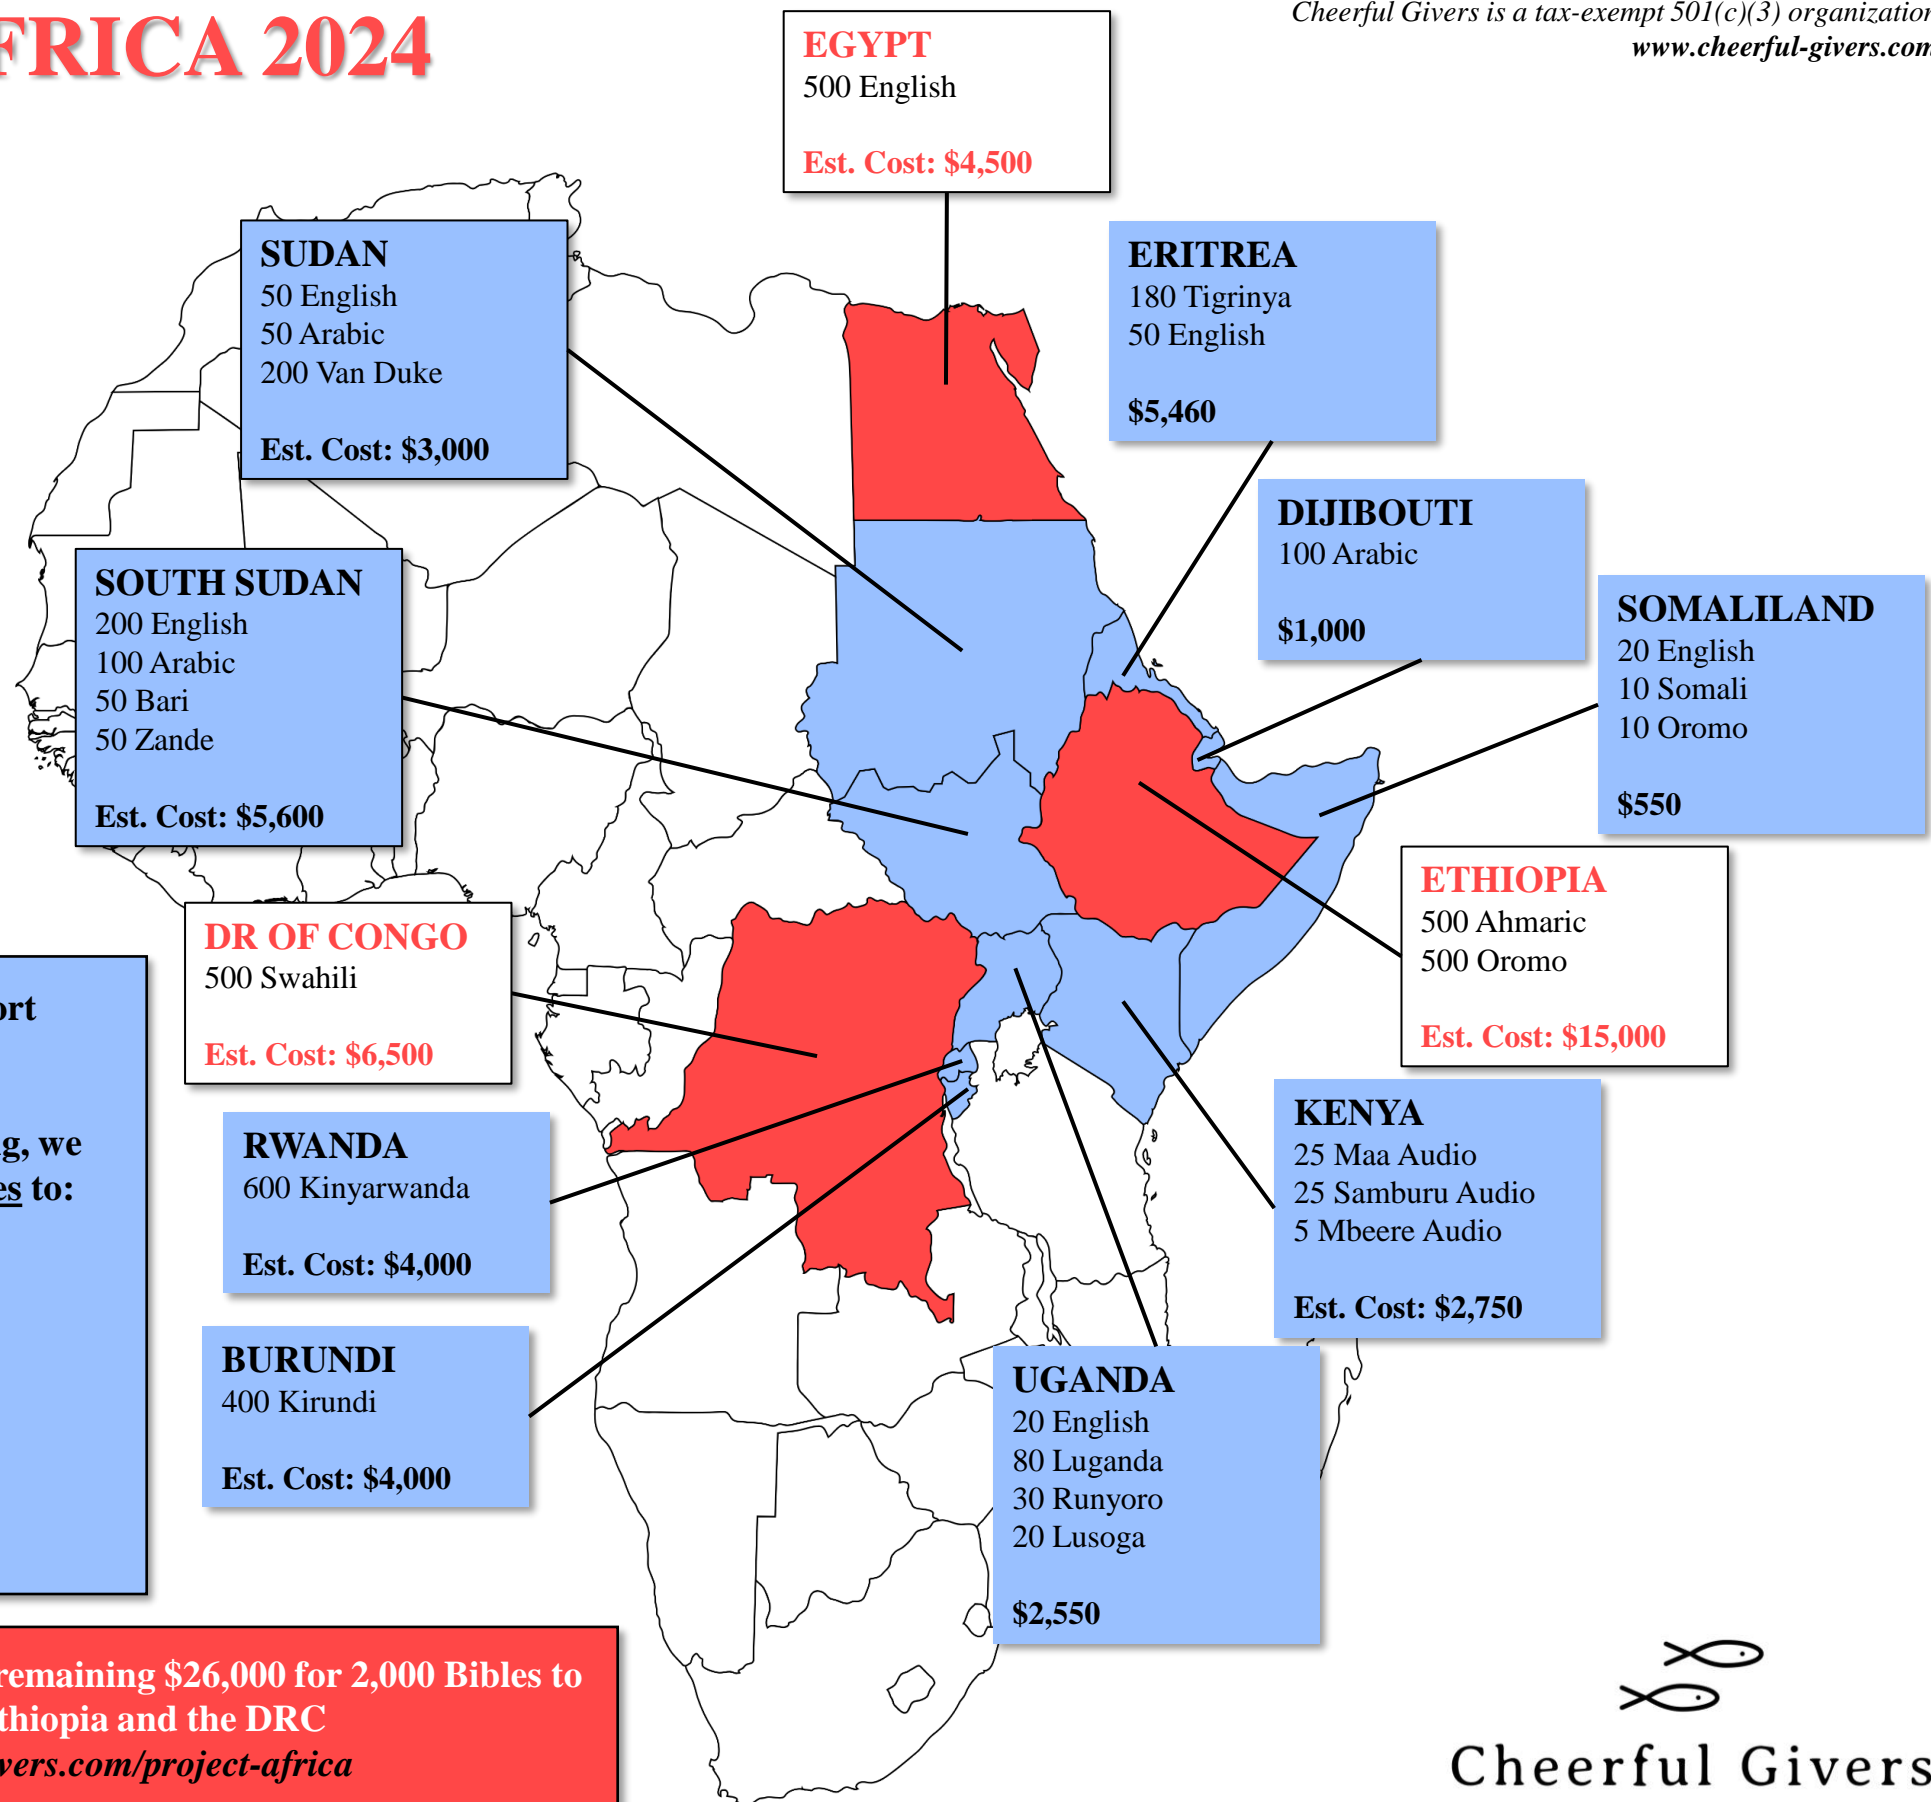 FRICA 2024
Cheerful Givers is a tax-exempt 501(c)(3) organization
www.cheerful-givers.com
EGYPT
500 English
Est. Cost: $4,500
SUDAN
50 English
50 Arabic
200 Van Duke
Est. Cost: $3,000
ERITREA
180 Tigrinya
50 English
$5,460
DIJIBOUTI
100 Arabic
$1,000
SOMALILAND
20 English
10 Somali
10 Oromo
$550
SOUTH SUDAN
200 English
100 Arabic
50 Bari
50 Zande
Est. Cost: $5,600
ETHIOPIA
500 Ahmaric
500 Oromo
Est. Cost: $15,000
DR OF CONGO
500 Swahili
Est. Cost: $6,500
ort
g, we
es to:
RWANDA
600 Kinyarwanda
Est. Cost: $4,000
KENYA
25 Maa Audio
25 Samburu Audio
5 Mbeere Audio
Est. Cost: $2,750
BURUNDI
400 Kirundi
Est. Cost: $4,000
UGANDA
20 English
80 Luganda
30 Runyoro
20 Lusoga
$2,550
remaining $26,000 for 2,000 Bibles to
thiopia and the DRC
vers.com/project-africa
Cheerful Givers